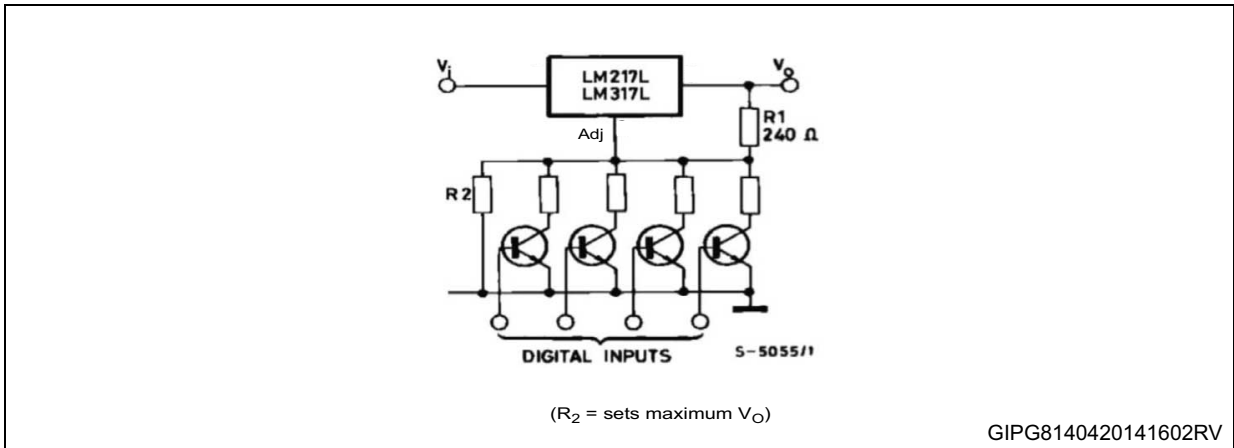 Vi
LM217L
LM317L
Vo
R1
240 Ω
Adj
R2
DIGITAL INPUTS
S-5055/1
(R2 = sets maximum VO)
GIPG8140420141602RV